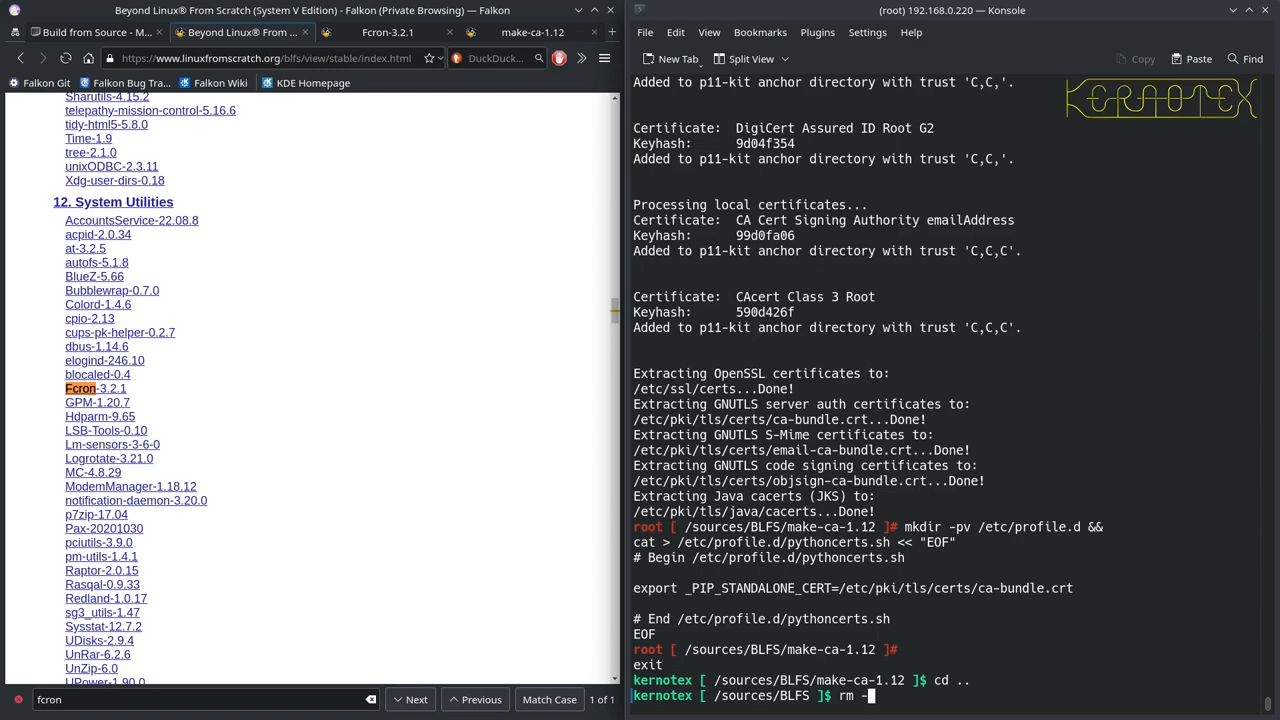 Beyond Linux® From Scratch (System V Edition) - Falkon (Private Browsing) — Falkon
Build from Source - M...
Beyond Linux® From ...
Fcron-3.2.1
make-ca-1.12
https://www.linuxfromscratch.org/blfs/view/stable/index.html
DuckDuck...
Falkon Git
Falkon Bug Tra...
Falkon Wiki
KDE Homepage
Sharutils-4.15.2
telepathy-mission-control-5.16.6
tidy-html5-5.8.0
Time-1.9
tree-2.1.0
unixODBC-2.3.11
Xdg-user-dirs-0.18
12. System Utilities
AccountsService-22.08.8
acpid-2.0.34
at-3.2.5
autofs-5.1.8
BlueZ-5.66
Bubblewrap-0.7.0
Colord-1.4.6
cpio-2.13
cups-pk-helper-0.2.7
dbus-1.14.6
elogind-246.10
blocaled-0.4
Fcron-3.2.1
GPM-1.20.7
Hdparm-9.65
LSB-Tools-0.10
Lm-sensors-3-6-0
Logrotate-3.21.0
MC-4.8.29
ModemManager-1.18.12
notification-daemon-3.20.0
p7zip-17.04
Pax-20201030
pciutils-3.9.0
pm-utils-1.4.1
Raptor-2.0.15
Rasqal-0.9.33
Redland-1.0.17
sg3_utils-1.47
Sysstat-12.7.2
UDisks-2.9.4
UnRar-6.2.6
UnZip-6.0
UPower-1.90.0
fcron
Next
Previous
Match Case
1 of 1
(root) 192.168.0.220 — Konsole
File Edit View Bookmarks Plugins Settings Help
New Tab
Split View
Copy
Paste
Find
KERNOTEX
Added to p11-kit anchor directory with trust 'C,C,'.
Certificate:  DigiCert Assured ID Root G2
Keyhash:      9d04f354
Added to p11-kit anchor directory with trust 'C,C,'.
Processing local certificates...
Certificate:  CA Cert Signing Authority emailAddress
Keyhash:      99d0fa06
Added to p11-kit anchor directory with trust 'C,C,C'.
Certificate:  CAcert Class 3 Root
Keyhash:      590d426f
Added to p11-kit anchor directory with trust 'C,C,C'.
Extracting OpenSSL certificates to:
/etc/ssl/certs...Done!
Extracting GNUTLS server auth certificates to:
/etc/pki/tls/certs/ca-bundle.crt...Done!
Extracting GNUTLS S-Mime certificates to:
/etc/pki/tls/certs/email-ca-bundle.crt...Done!
Extracting GNUTLS code signing certificates to:
/etc/pki/tls/certs/objsign-ca-bundle.crt...Done!
Extracting Java cacerts (JKS) to:
/etc/pki/tls/java/cacerts...Done!
root [ /sources/BLFS/make-ca-1.12 ]# mkdir -pv /etc/profile.d &&
cat > /etc/profile.d/pythoncerts.sh << "EOF"
# Begin /etc/profile.d/pythoncerts.sh
export _PIP_STANDALONE_CERT=/etc/pki/tls/certs/ca-bundle.crt
# End /etc/profile.d/pythoncerts.sh
EOF
root [ /sources/BLFS/make-ca-1.12 ]#
exit
kernotex [ /sources/BLFS/make-ca-1.12 ]$ cd ..
kernotex [ /sources/BLFS ]$ rm -